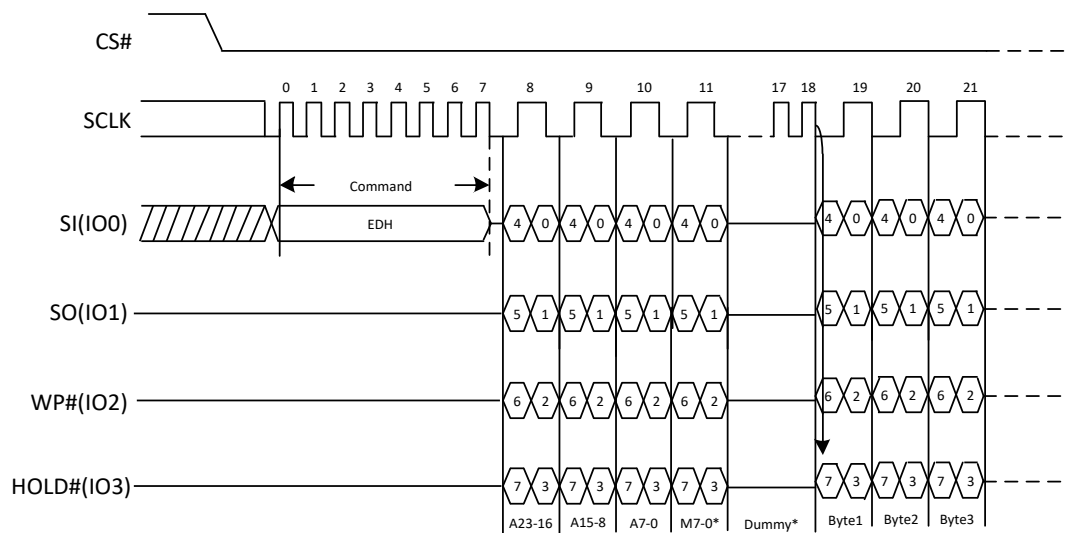 CS#
0 1 2 3 4 5 6 7 8 9 10 11 17 18 19 20 21
SCLK
Command
SI(IO0) EDH 4 0 4 0 4 0 4 0 4 0 4 0 4 0
SO(IO1) 5 1 5 1 5 1 5 1 5 1 5 1 5 1
WP#(IO2) 6 2 6 2 6 2 6 2 6 2 6 2 6 2
HOLD#(IO3) 7 3 7 3 7 3 7 3 7 3 7 3 7 3
A23-16 A15-8 A7-0 M7-0* Dummy* Byte1 Byte2 Byte3